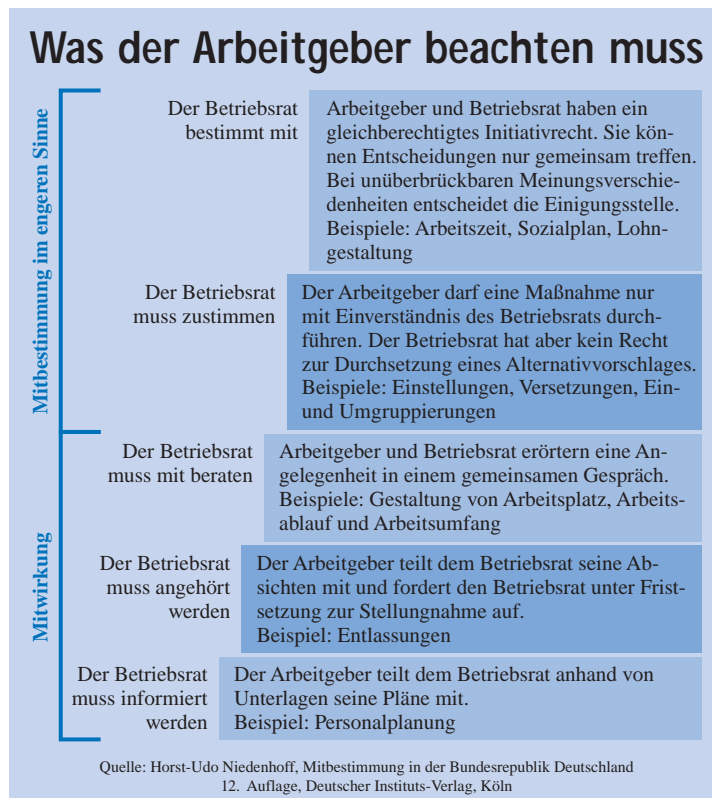 Was der Arbeitgeber beachten muss
Mitbestimmung im engeren Sinne
Der Betriebsrat
bestimmt mit
Arbeitgeber und Betriebsrat haben ein
gleichberechtigtes Initiativrecht. Sie kön-
nen Entscheidungen nur gemeinsam treffen.
Bei unüberbrückbaren Meinungsverschie-
denheiten entscheidet die Einigungsstelle.
Beispiele: Arbeitszeit, Sozialplan, Lohn-
gestaltung
Der Betriebsrat
muss zustimmen
Der Arbeitgeber darf eine Maßnahme nur
mit Einverständnis des Betriebsrats durch-
führen. Der Betriebsrat hat aber kein Recht
zur Durchsetzung eines Alternativvorschlages.
Beispiele: Einstellungen, Versetzungen, Ein-
und Umgruppierungen
Mitwirkung
Der Betriebsrat
muss mit beraten
Arbeitgeber und Betriebsrat erörtern eine An-
gelegenheit in einem gemeinsamen Gespräch.
Beispiele: Gestaltung von Arbeitsplatz, Arbeits-
ablauf und Arbeitsumfang
Der Betriebsrat
muss angehört
werden
Der Arbeitgeber teilt dem Betriebsrat seine Ab-
sichten mit und fordert den Betriebsrat unter Frist-
setzung zur Stellungnahme auf.
Beispiel: Entlassungen
Der Betriebsrat
muss informiert
werden
Der Arbeitgeber teilt dem Betriebsrat anhand von
Unterlagen seine Pläne mit.
Beispiel: Personalplanung
Quelle: Horst-Udo Niedenhoff, Mitbestimmung in der Bundesrepublik Deutschland
12. Auflage, Deutscher Instituts-Verlag, Köln